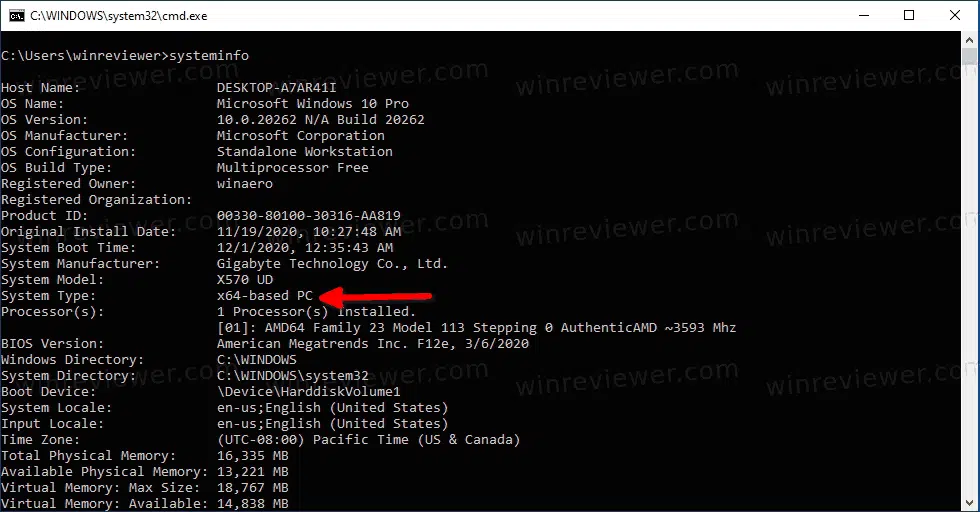 C:\WINDOWS\system32\cmd.exe
C:\Users\winreviewer>systeminfo
winreviewer.com winreviewer.com winreviewer.com
Host Name: DESKTOP-A7AR41I
OS Name: Microsoft Windows 10 Pro
OS Version: 10.0.20262 N/A Build 20262
OS Manufacturer: Microsoft Corporation
OS Configuration: Standalone Workstation
OS Build Type: Multiprocessor Free
Registered Owner: winaero
Registered Organization:
Product ID: 00330-80100-30316-AA819
Original Install Date: 11/19/2020, 10:27:48 AM
winreviewer.com winreviewer.com winreviewer.com
System Boot Time: 12/1/2020, 12:35:43 AM
System Manufacturer: Gigabyte Technology Co., Ltd.
System Model: X570 UD
System Type: x64-based PC
Processor(s): 1 Processor(s) Installed.
[01]: AMD64 Family 23 Model 113 Stepping 0 AuthenticAMD ~3593 Mhz
BIOS Version: American Megatrends Inc. F12e, 3/6/2020
Windows Directory: C:\WINDOWS
System Directory: C:\WINDOWS\system32
winreviewer.com winreviewer.com winreviewer.com
Boot Device: \Device\HarddiskVolume1
System Locale: en-us;English (United States)
Input Locale: en-us;English (United States)
Time Zone: (UTC-08:00) Pacific Time (US & Canada)
Total Physical Memory: 16,335 MB
Available Physical Memory: 13,221 MB
Virtual Memory: Max Size: 18,767 MB
Virtual Memory: Available: 14,838 MB